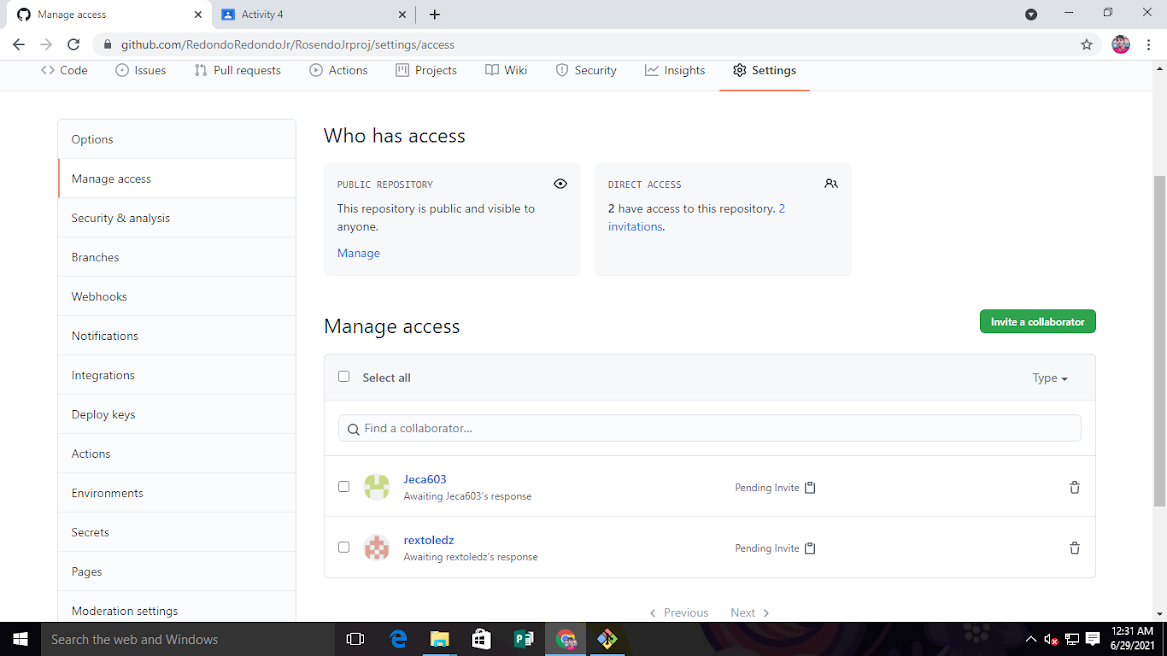 Manage access
Activity 4
github.com/RedondoRedondoJr/RosendoJrproj/settings/access
Code
Issues
Pull requests
Actions
Projects
Wiki
Security
Insights
Settings
Options
Manage access
Security & analysis
Branches
Webhooks
Notifications
Integrations
Deploy keys
Actions
Environments
Secrets
Pages
Moderation settings
Who has access
PUBLIC REPOSITORY
This repository is public and visible to
anyone.
Manage
DIRECT ACCESS
2 have access to this repository. 2
invitations.
Manage access
Invite a collaborator
Select all
Type
Find a collaborator...
Jeca603
Awaiting Jeca603's response
Pending Invite
rextoledz
Awaiting rextoledz's response
Pending Invite
Previous
Next
Search the web and Windows
12:31 AM
6/29/2021